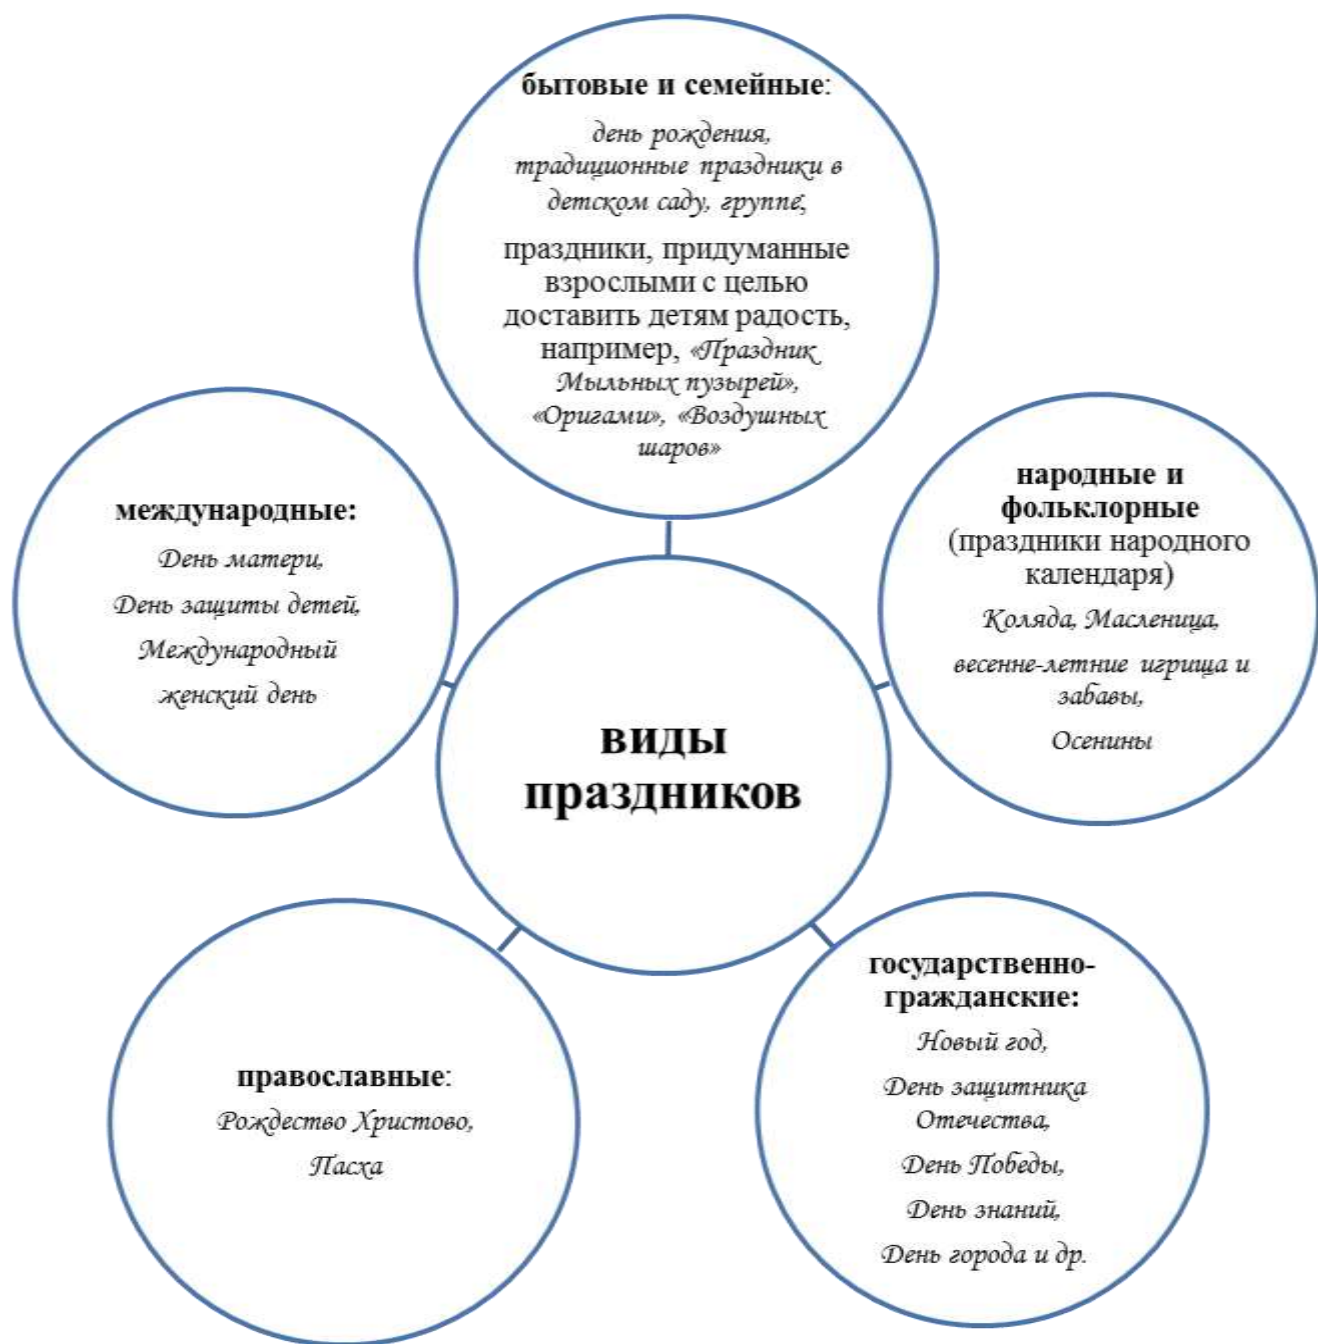 бытовые и семейные:
день рождения,
традиционные праздники в
детском саду, группе;
праздники, придуманные
взрослыми с целью
доставить детям радость,
например, «Праздник
Мыльных пузырей»,
«Оригами», «Воздушных
шаров»
народные и
фольклорные
(праздники народного
календаря)
Коляда, Масленица,
весенне-летние игрища и
забавы,
Осенины
государственно-
гражданские:
Новый год,
День защитника
Отечества,
День Победы,
День знаний,
День города и др.
православные:
Рождество Христово,
Пасха
международные:
День матери,
День защиты детей,
Международный
женский день
виды
праздников